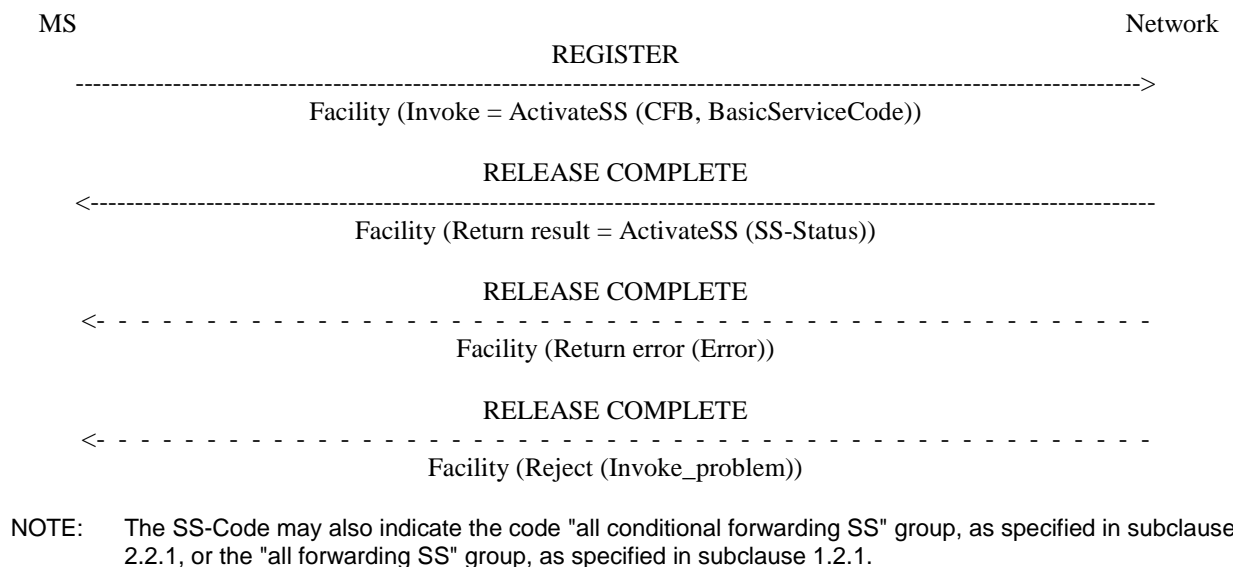 MS Network
REGISTER
------------------------------------------------------------------------------------------------------------------------>
Facility (Invoke = ActivateSS (CFB, BasicServiceCode))
RELEASE COMPLETE
<------------------------------------------------------------------------------------------------------------------------
Facility (Return result = ActivateSS (SS-Status))
RELEASE COMPLETE
<- - - - - - - - - - - - - - - - - - - - - - - - - - - - - - - - - - - - - - - - - - - - - - - -
Facility (Return error (Error))
RELEASE COMPLETE
<- - - - - - - - - - - - - - - - - - - - - - - - - - - - - - - - - - - - - - - - - - - - - - - -
Facility (Reject (Invoke_problem))
NOTE: The SS-Code may also indicate the code "all conditional forwarding SS" group, as specified in subclause
2.2.1, or the "all forwarding SS" group, as specified in subclause 1.2.1.